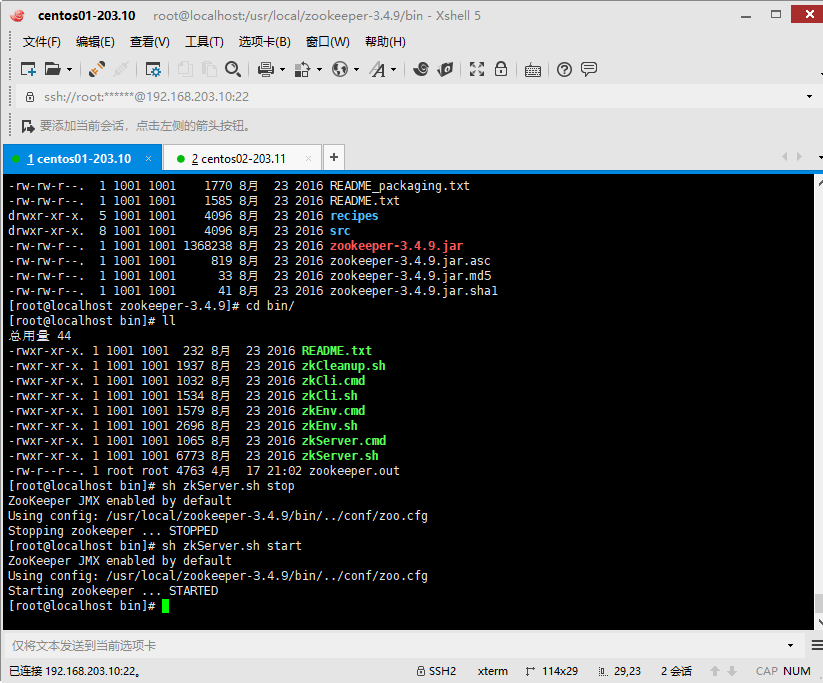 centos01-203.10 root@localhost:/usr/local/zookeeper-3.4.9/bin - Xshell 5
文件(F) 编辑(E) 查看(V) 工具(T) 选项卡(B) 窗口(W) 帮助(H)
ssh://root:******@192.168.203.10:22
要添加当前会话，点击左侧的箭头按钮。
1 centos01-203.10 × 2 centos02-203.11 × +
-rw-rw-r--.  1 1001 1001    1770 8月  23 2016 README_packaging.txt
-rw-rw-r--.  1 1001 1001    1585 8月  23 2016 README.txt
drwxr-xr-x.  5 1001 1001    4096 8月  23 2016 recipes
drwxr-xr-x.  8 1001 1001    4096 8月  23 2016 src
-rw-rw-r--.  1 1001 1001 1368238 8月  23 2016 zookeeper-3.4.9.jar
-rw-rw-r--.  1 1001 1001     819 8月  23 2016 zookeeper-3.4.9.jar.asc
-rw-rw-r--.  1 1001 1001      33 8月  23 2016 zookeeper-3.4.9.jar.md5
-rw-rw-r--.  1 1001 1001      41 8月  23 2016 zookeeper-3.4.9.jar.sha1
[root@localhost zookeeper-3.4.9]# cd bin/
[root@localhost bin]# ll
总用量 44
-rwxr-xr-x. 1 1001 1001  232 8月  23 2016 README.txt
-rwxr-xr-x. 1 1001 1001 1937 8月  23 2016 zkCleanup.sh
-rwxr-xr-x. 1 1001 1001 1032 8月  23 2016 zkCli.cmd
-rwxr-xr-x. 1 1001 1001 1534 8月  23 2016 zkCli.sh
-rwxr-xr-x. 1 1001 1001 1579 8月  23 2016 zkEnv.cmd
-rwxr-xr-x. 1 1001 1001 2696 8月  23 2016 zkEnv.sh
-rwxr-xr-x. 1 1001 1001 1065 8月  23 2016 zkServer.cmd
-rwxr-xr-x. 1 1001 1001 6773 8月  23 2016 zkServer.sh
-rw-r--r--. 1 root root 4763 4月  17 21:02 zookeeper.out
[root@localhost bin]# sh zkServer.sh stop
ZooKeeper JMX enabled by default
Using config: /usr/local/zookeeper-3.4.9/bin/../conf/zoo.cfg
Stopping zookeeper ... STOPPED
[root@localhost bin]# sh zkServer.sh start
ZooKeeper JMX enabled by default
Using config: /usr/local/zookeeper-3.4.9/bin/../conf/zoo.cfg
Starting zookeeper ... STARTED
[root@localhost bin]#
仅将文本发送到当前选项卡
已连接 192.168.203.10:22。 SSH2 xterm 114x29 29,23 2 会话 CAP NUM